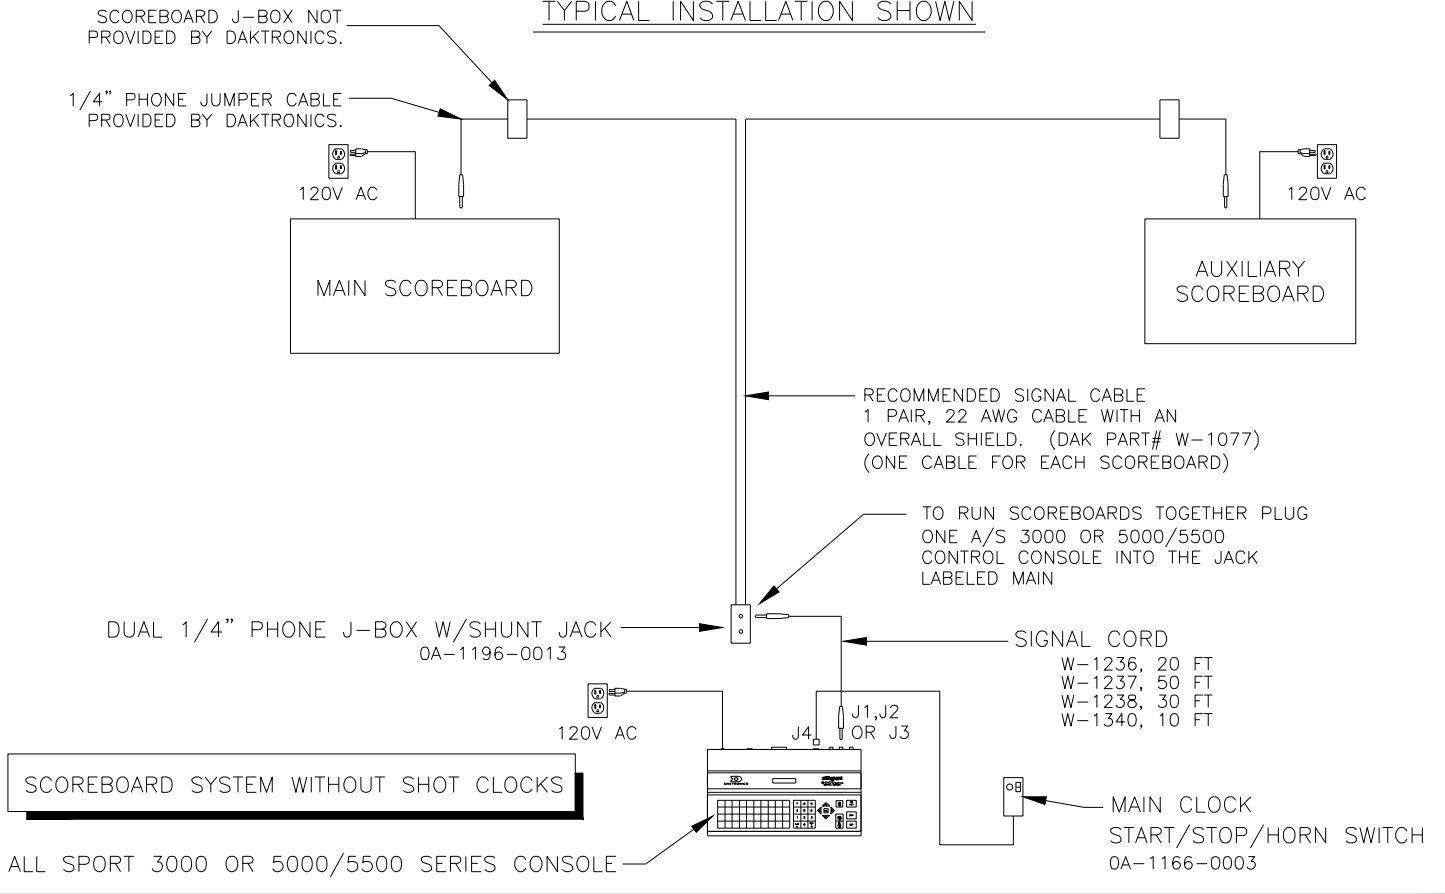 TYPICAL INSTALLATION SHOWN
SCOREBOARD J-BOX NOT
PROVIDED BY DAKTRONICS.
1/4" PHONE JUMPER CABLE
PROVIDED BY DAKTRONICS.
120V AC
120V AC
MAIN SCOREBOARD
AUXILIARY
SCOREBOARD
RECOMMENDED SIGNAL CABLE
1 PAIR, 22 AWG CABLE WITH AN
OVERALL SHIELD. (DAK PART# W-1077)
(ONE CABLE FOR EACH SCOREBOARD)
TO RUN SCOREBOARDS TOGETHER PLUG
ONE A/S 3000 OR 5000/5500
CONTROL CONSOLE INTO THE JACK
LABELED MAIN
DUAL 1/4" PHONE J-BOX W/SHUNT JACK
0A-1196-0013
SIGNAL CORD
W-1236, 20 FT
W-1237, 50 FT
W-1238, 30 FT
W-1340, 10 FT
120V AC
J4
J1,J2
OR J3
DAKTRONICS
SCOREBOARD SYSTEM WITHOUT SHOT CLOCKS
MAIN CLOCK
START/STOP/HORN SWITCH
0A-1166-0003
ALL SPORT 3000 OR 5000/5500 SERIES CONSOLE